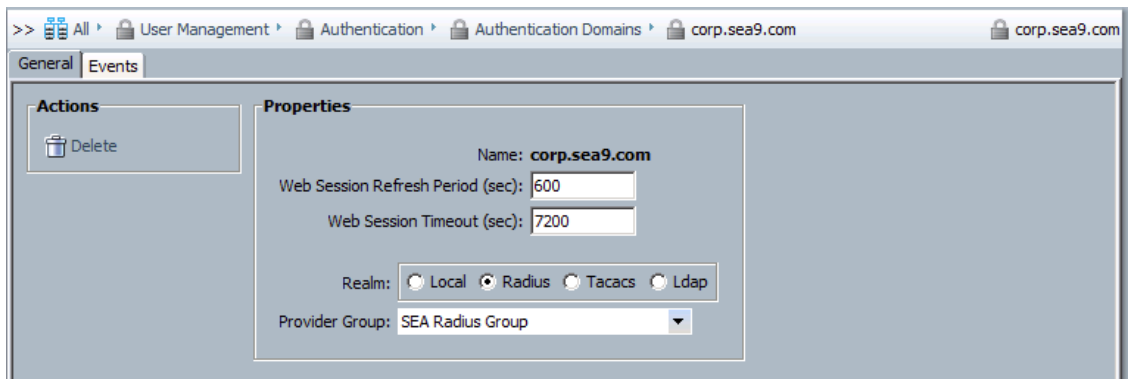 >> All User Management Authentication Authentication Domains corp.sea9.com corp.sea9.com
General Events
Actions
Delete
Properties
Name: corp.sea9.com
Web Session Refresh Period (sec): 600
Web Session Timeout (sec): 7200
Realm: Local Radius Tacacs Ldap
Provider Group: SEA Radius Group